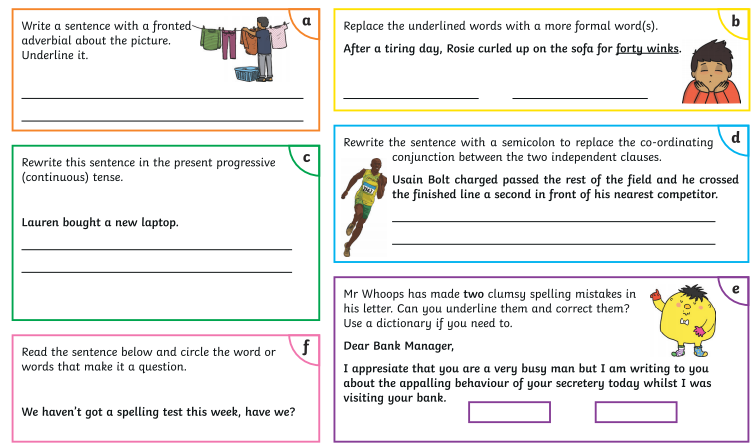 a
Write a sentence with a fronted
adverbial about the picture.
Underline it.
b
Replace the underlined words with a more formal word(s).
After a tiring day, Rosie curled up on the sofa for forty winks.
c
Rewrite this sentence in the present progressive
(continuous) tense.
Lauren bought a new laptop.
d
Rewrite the sentence with a semicolon to replace the co-ordinating
conjunction between the two independent clauses.
Usain Bolt charged passed the rest of the field and he crossed
the finished line a second in front of his nearest competitor.
e
Mr Whoops has made two clumsy spelling mistakes in
his letter. Can you underline them and correct them?
Use a dictionary if you need to.
Dear Bank Manager,
I appresiate that you are a very busy man but I am writing to you
about the appalling behaviour of your secretery today whilst I was
visiting your bank.
f
Read the sentence below and circle the word or
words that make it a question.
We haven't got a spelling test this week, have we?